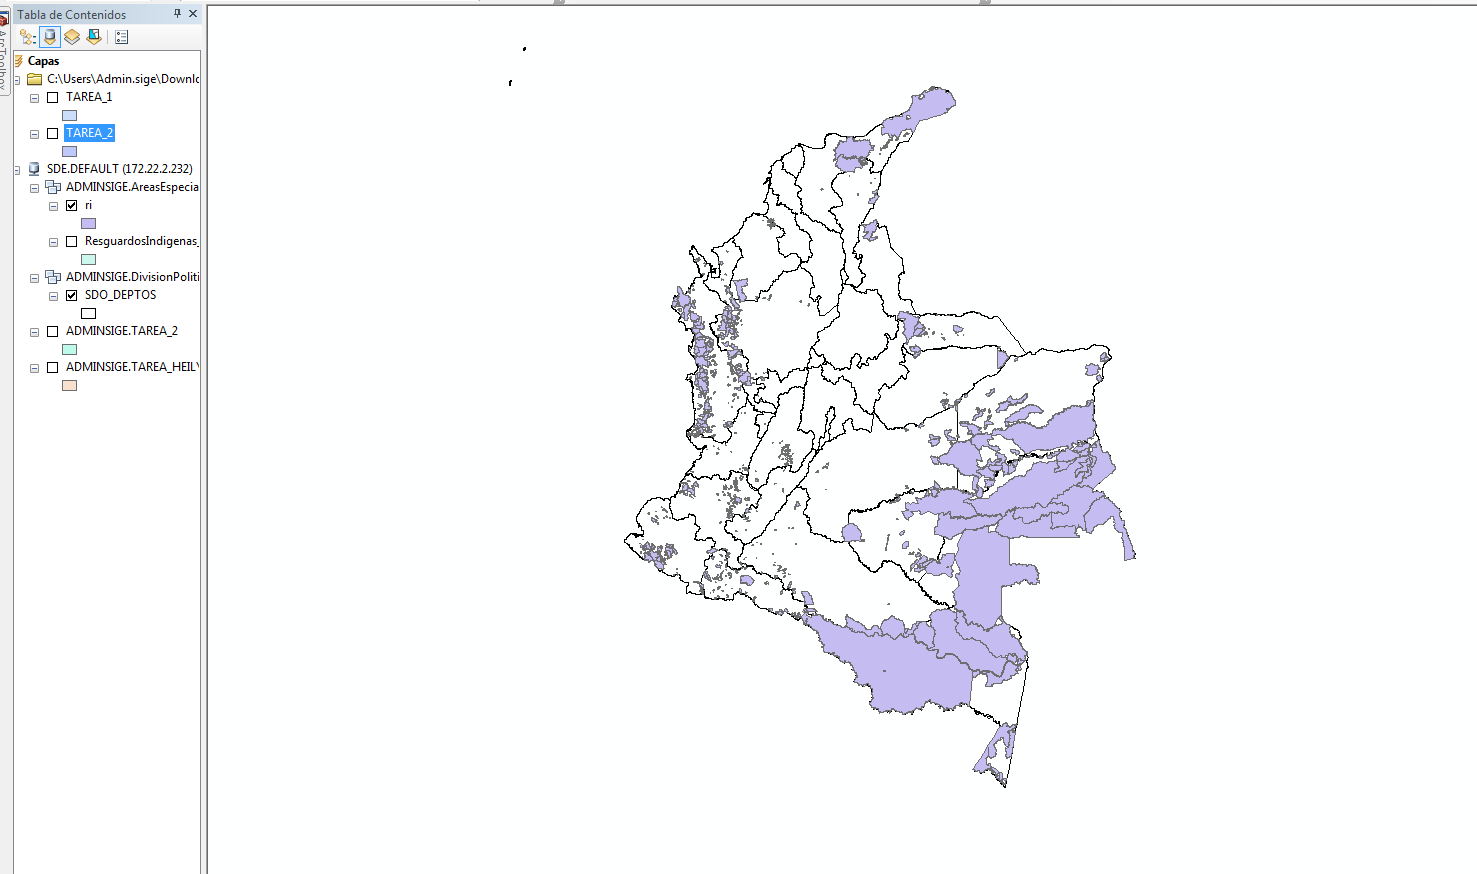 Tabla de Contenidos
ArcToolbox
Capas
C:\Users\Admin.sige\Downlo
TAREA_1
TAREA_2
SDE.DEFAULT (172.22.2.232)
ADMINSIGE.AreasEspecia
ri
ResguardosIndigenas_
ADMINSIGE.DivisionPoliti
SDO_DEPTOS
ADMINSIGE.TAREA_2
ADMINSIGE.TAREA_HEIL